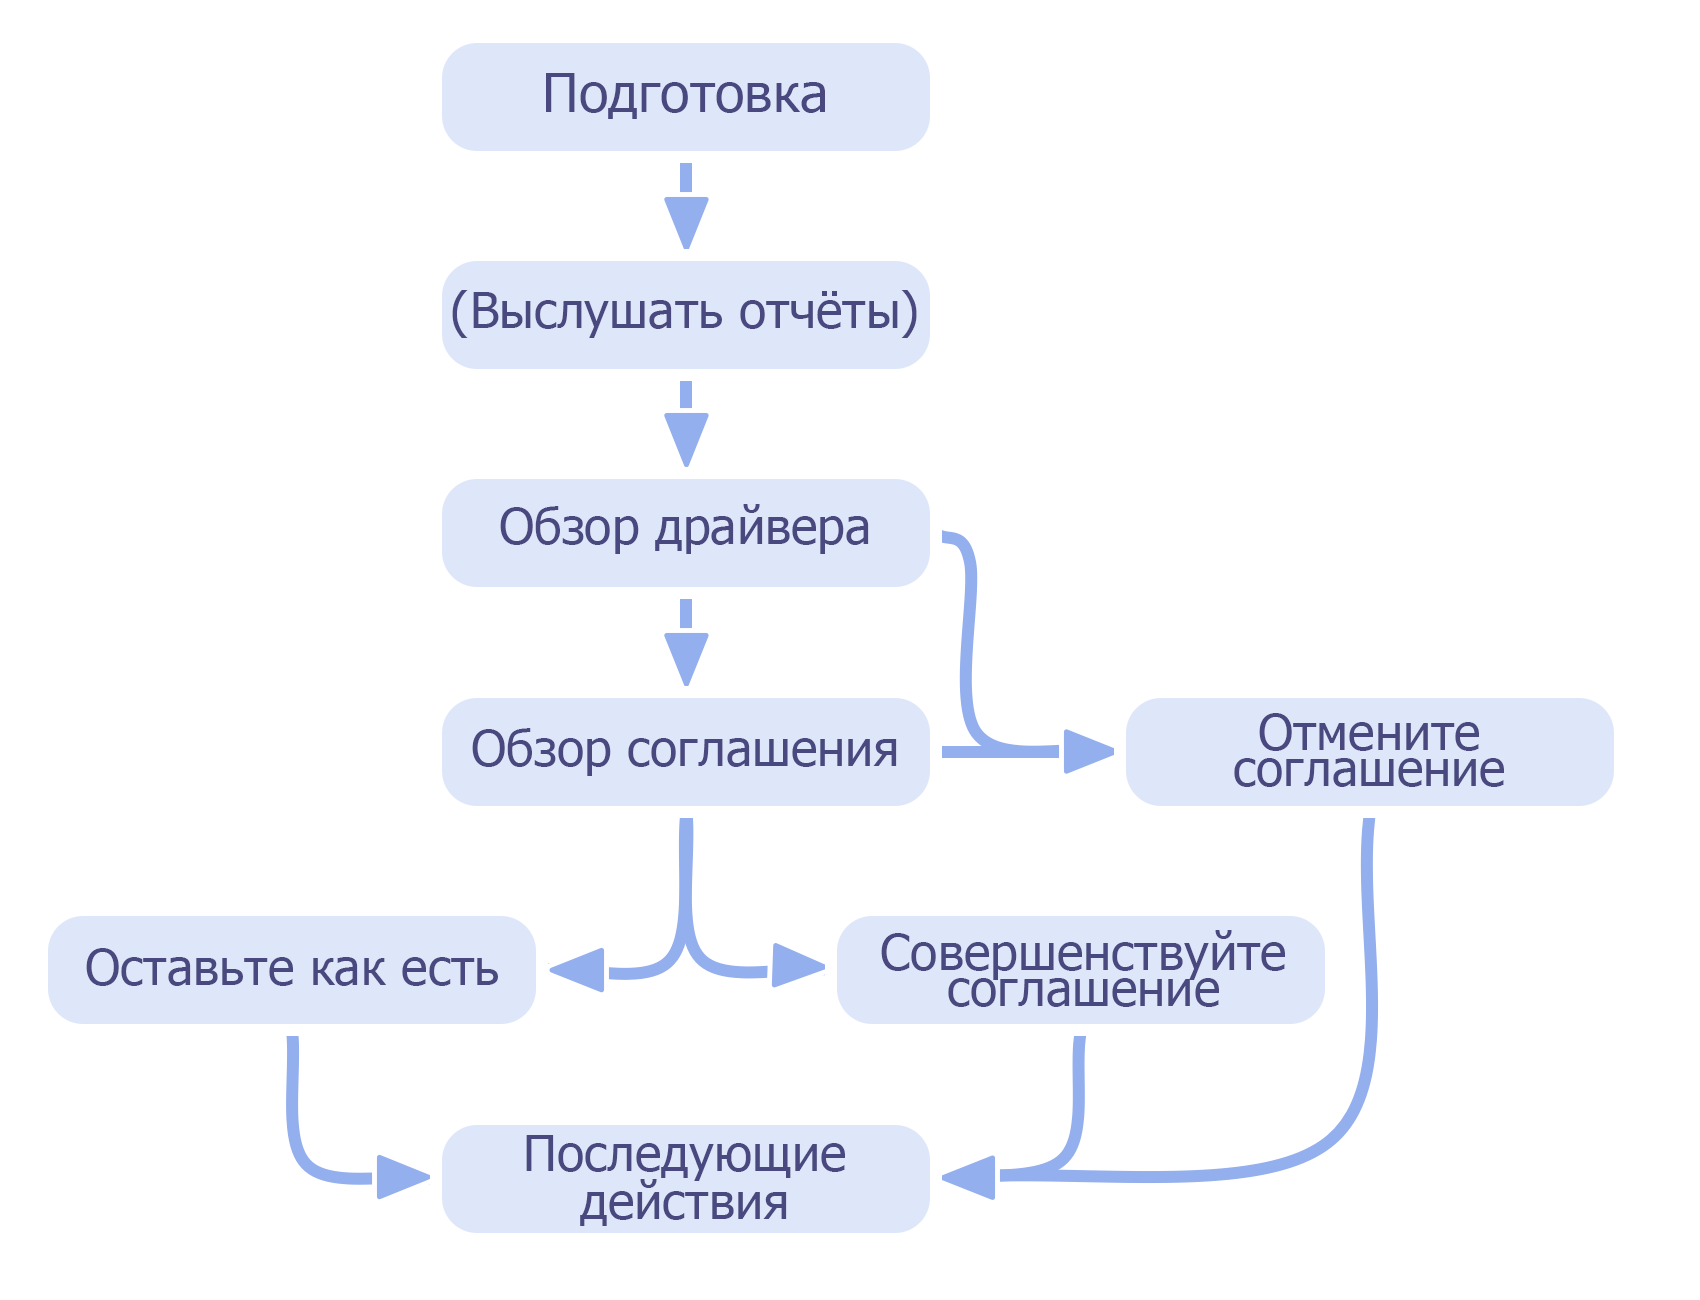 Подготовка
(Выслушать отчёты)
Обзор драйвера
Обзор соглашения
Отмените
соглашение
Оставьте как есть
Совершенствуйте
соглашение
Последующие
действия